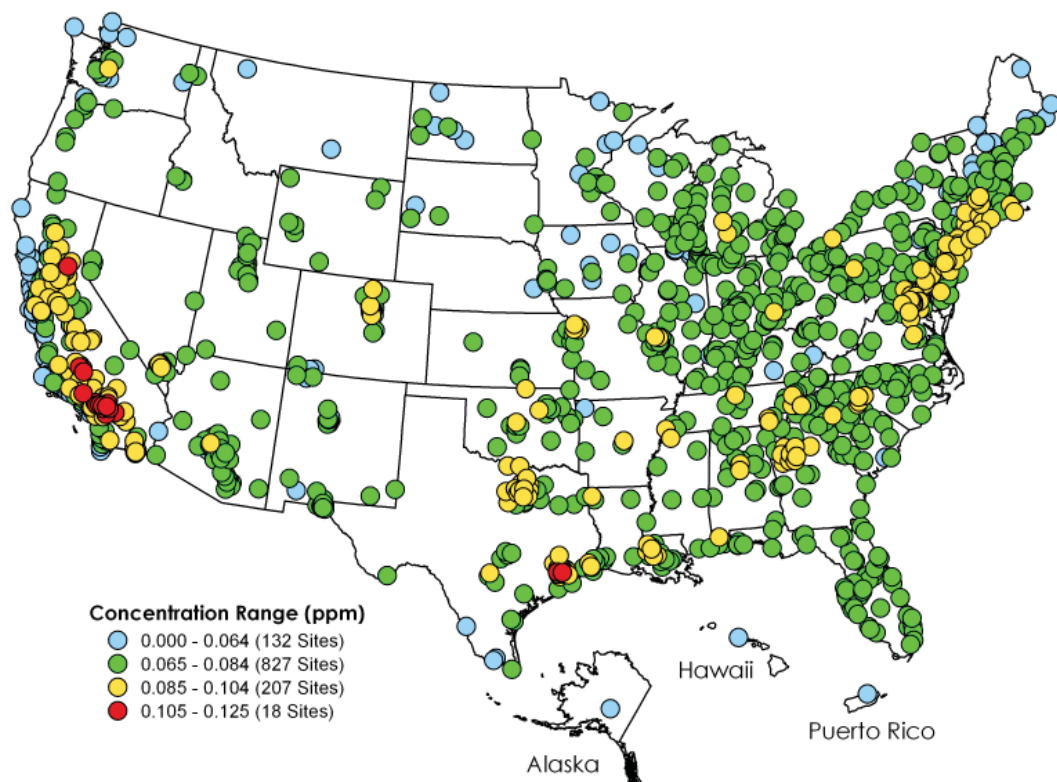 Concentration Range (ppm)
0.000 - 0.064 (132 Sites)
0.065 - 0.084 (827 Sites)
0.085 - 0.104 (207 Sites)
0.105 - 0.125 (18 Sites)
Hawaii
Puerto Rico
Alaska